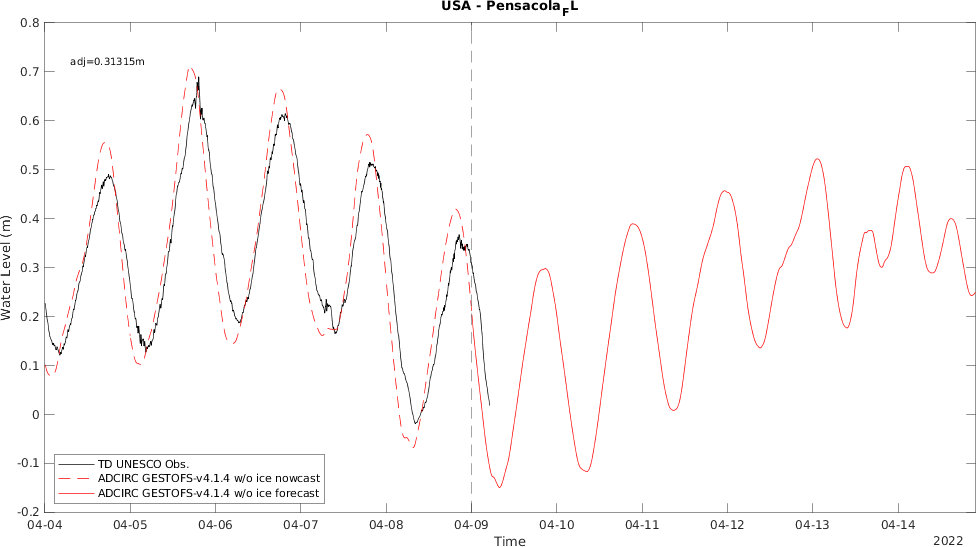 USA - Pensacola_FL
adj=0.31315m
0.8
0.7
0.6
0.5
0.4
0.3
0.2
0.1
0
-0.1
-0.2
Water Level (m)
TD UNESCO Obs.
ADCIRC GESTOFS-v4.1.4 w/o ice nowcast
ADCIRC GESTOFS-v4.1.4 w/o ice forecast
04-04 04-05 04-06 04-07 04-08 04-09 04-10 04-11 04-12 04-13 04-14
Time
2022